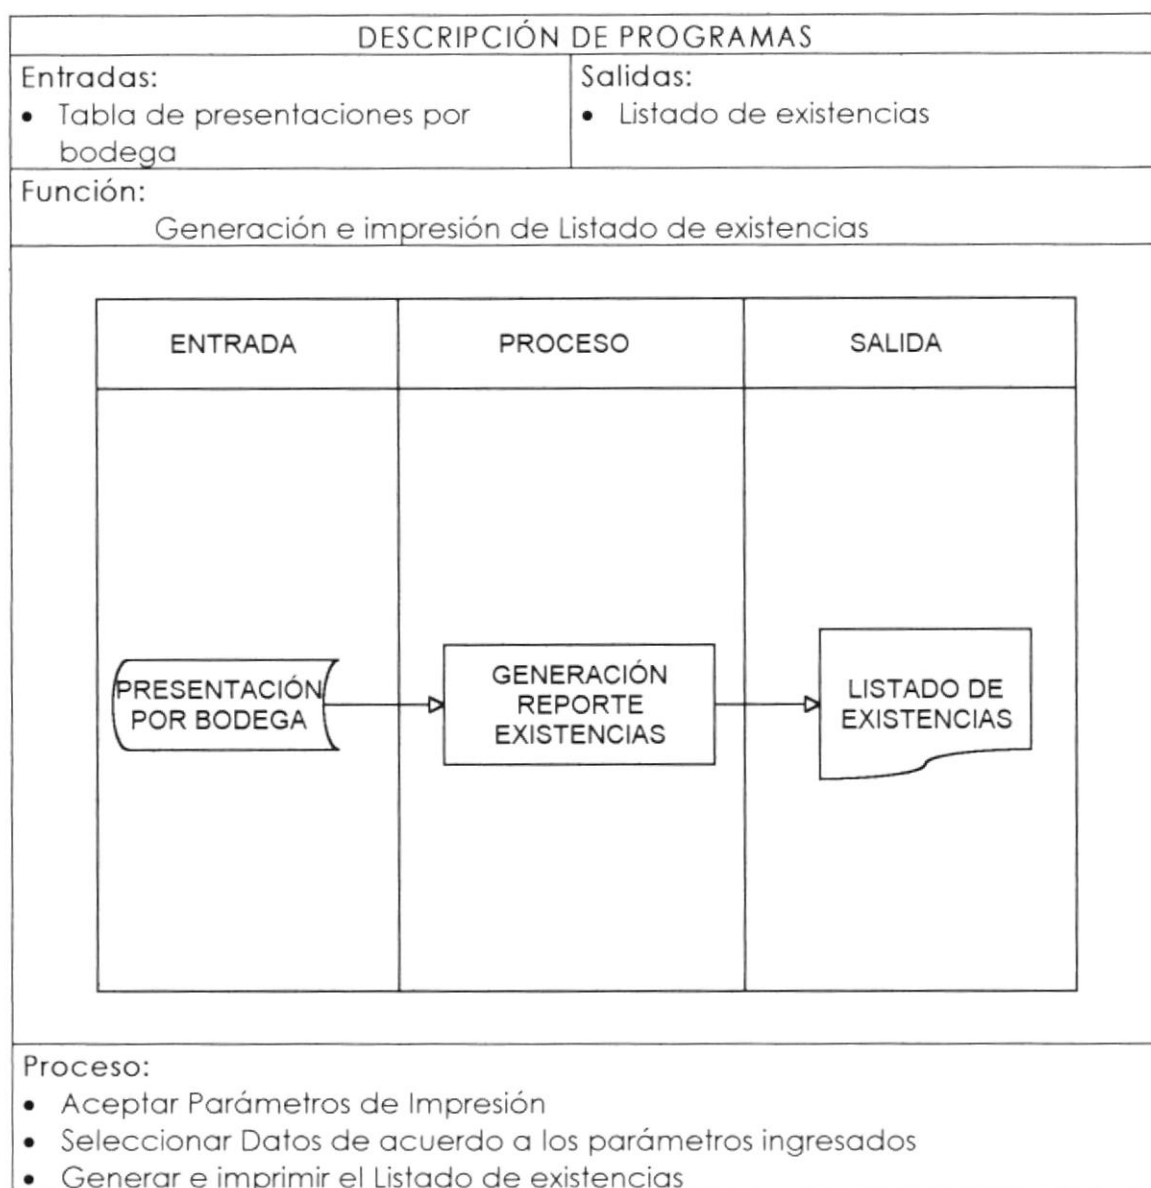 DESCRIPCIÓN DE PROGRAMAS
Entradas:
• Tabla de presentaciones por
bodega
Salidas:
• Listado de existencias
Función:
Generación e impresión de Listado de existencias
ENTRADA
PROCESO
SALIDA
PRESENTACIÓN
POR BODEGA
GENERACIÓN
REPORTE
EXISTENCIAS
LISTADO DE
EXISTENCIAS
Proceso:
• Aceptar Parámetros de Impresión
• Seleccionar Datos de acuerdo a los parámetros ingresados
• Generar e imprimir el Listado de existencias